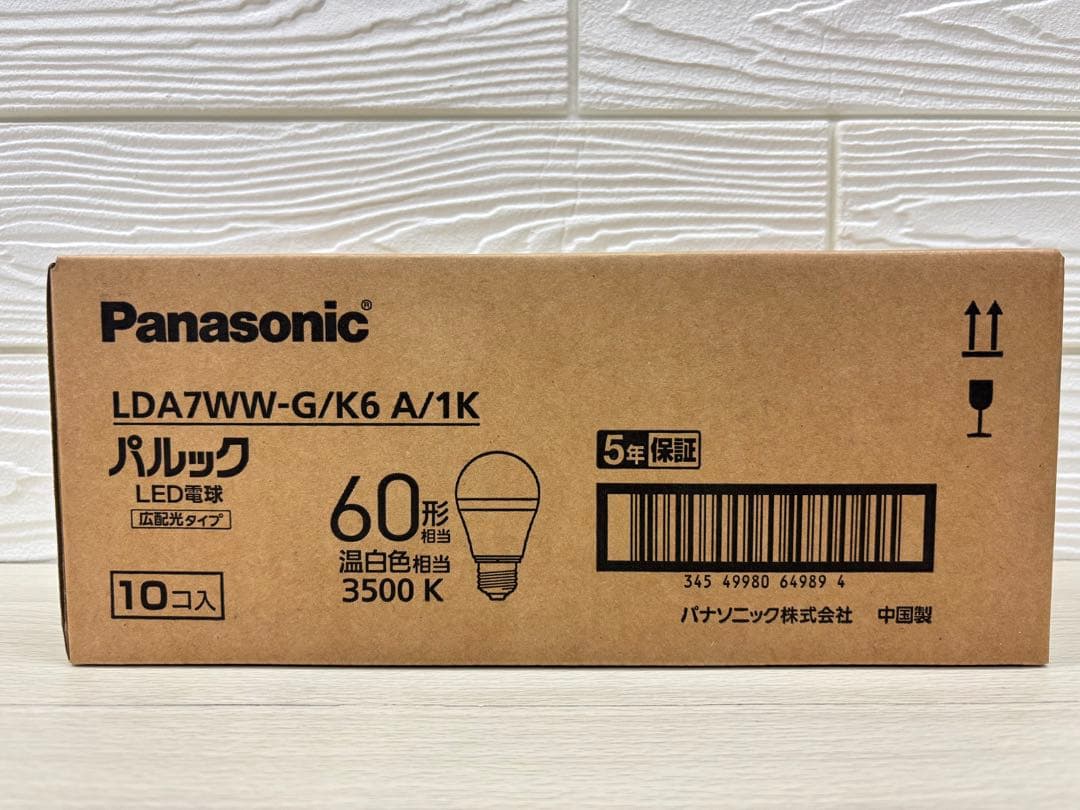 Panasonic®
LDA7WW-G/K6 A/1K
パルック
LED電球
広配光タイプ
60形
相当
温白色相当
3500 K
10コ入
5年保証
345 49980 64989 4
パナソニック株式会社 中国製